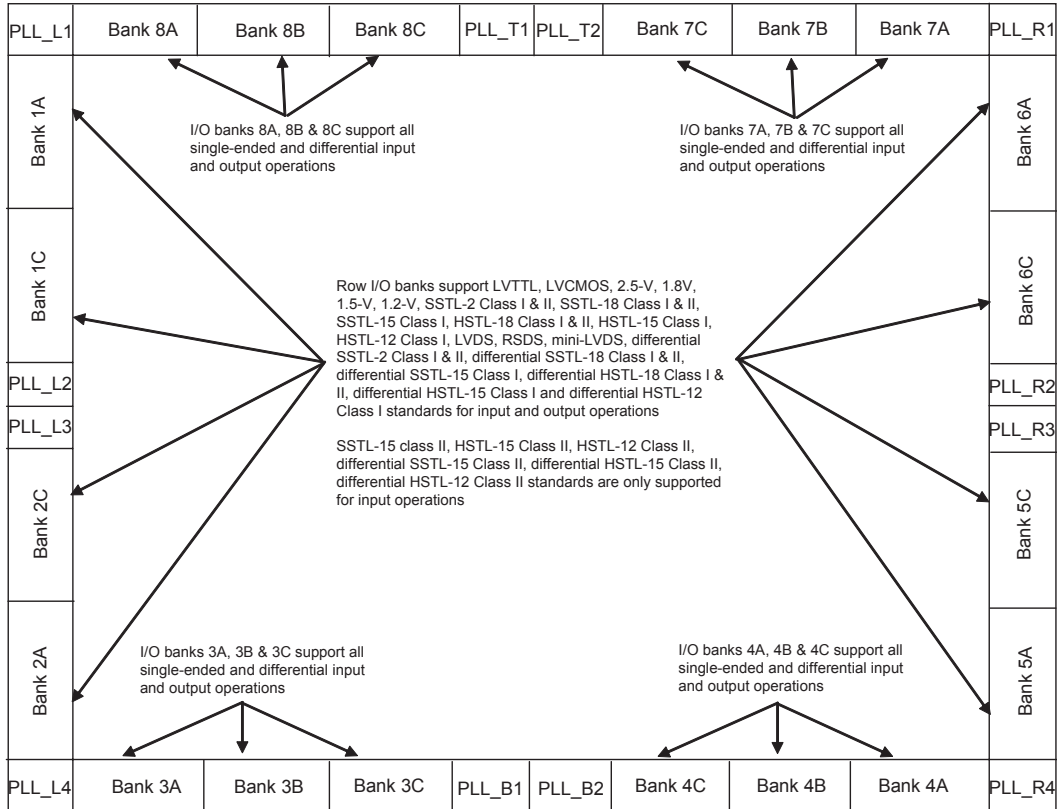 PLL_L1
Bank 8A
Bank 8B
Bank 8C
PLL_T1
PLL_T2
Bank 7C
Bank 7B
Bank 7A
PLL_R1
Bank 1A
Bank 6A
I/O banks 8A, 8B & 8C support all
single-ended and differential input
and output operations
I/O banks 7A, 7B & 7C support all
single-ended and differential input
and output operations
Bank 1C
Bank 6C
Row I/O banks support LVTTL, LVCMOS, 2.5-V, 1.8V,
1.5-V, 1.2-V, SSTL-2 Class I & II, SSTL-18 Class I & II,
SSTL-15 Class I, HSTL-18 Class I & II, HSTL-15 Class I,
HSTL-12 Class I, LVDS, RSDS, mini-LVDS, differential
SSTL-2 Class I & II, differential SSTL-18 Class I & II,
differential SSTL-15 Class I, differential HSTL-18 Class I &
II, differential HSTL-15 Class I and differential HSTL-12
Class I standards for input and output operations
PLL_L2
PLL_R2
PLL_L3
PLL_R3
SSTL-15 class II, HSTL-15 Class II, HSTL-12 Class II,
differential SSTL-15 Class II, differential HSTL-15 Class II,
differential HSTL-12 Class II standards are only supported
for input operations
Bank 2C
Bank 5C
Bank 2A
Bank 5A
I/O banks 3A, 3B & 3C support all
single-ended and differential input
and output operations
I/O banks 4A, 4B & 4C support all
single-ended and differential input
and output operations
PLL_L4
Bank 3A
Bank 3B
Bank 3C
PLL_B1
PLL_B2
Bank 4C
Bank 4B
Bank 4A
PLL_R4